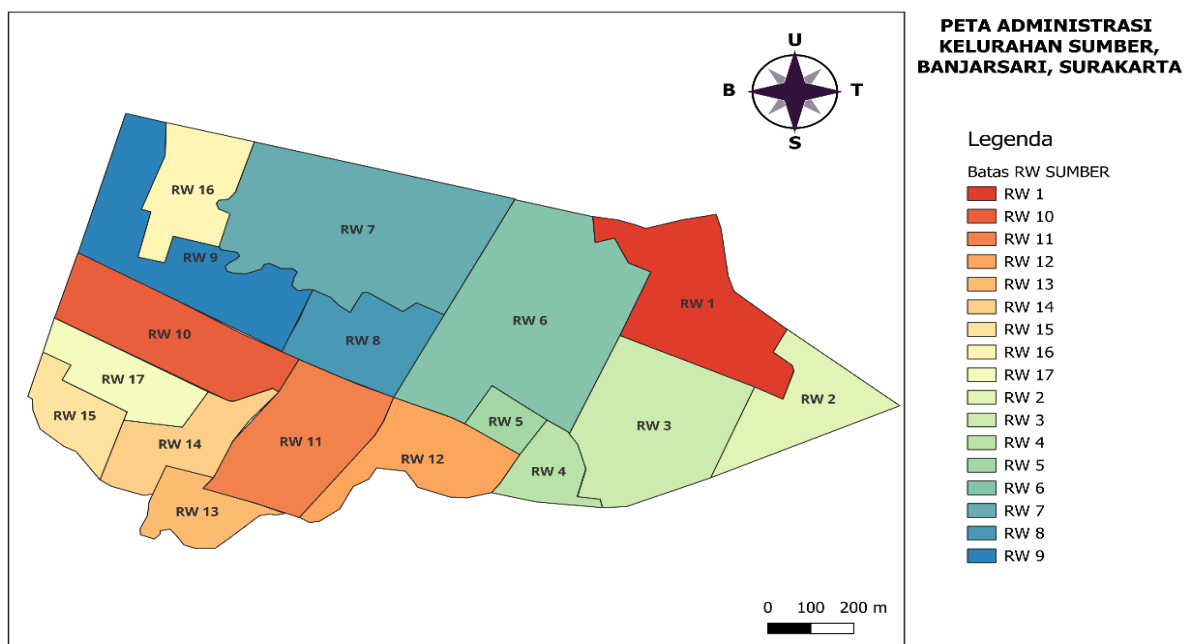 PETA ADMINISTRASI
KELURAHAN SUMBER,
BANJARSARI, SURAKARTA
U
B
T
S
RW 16
RW 7
RW 9
RW 1
RW 6
RW 10
RW 8
RW 17
RW 2
RW 15
RW 5
RW 3
RW 14
RW 11
RW 12
RW 4
RW 13
0 100 200 m
Legenda
Batas RW SUMBER
RW 1
RW 10
RW 11
RW 12
RW 13
RW 14
RW 15
RW 16
RW 17
RW 2
RW 3
RW 4
RW 5
RW 6
RW 7
RW 8
RW 9